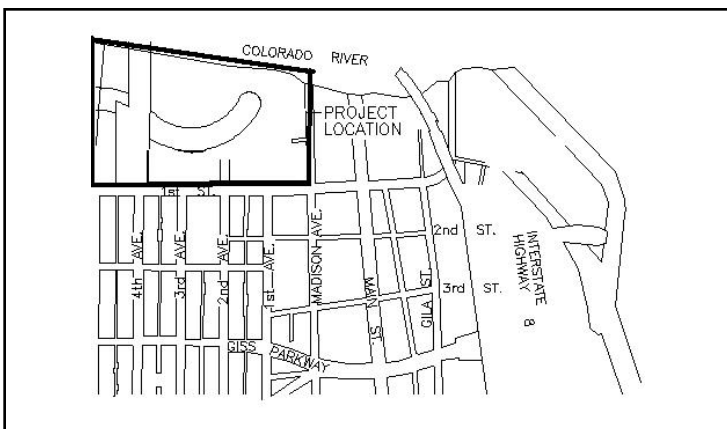 COLORADO RIVER
PROJECT
LOCATION
1st ST.
2nd ST.
3rd ST.
4th AVE.
3rd AVE.
2nd AVE.
1st AVE.
MADISON AVE.
MAIN ST.
GILA ST.
INTERSTATE
HIGHWAY 8
GISS PARKWAY